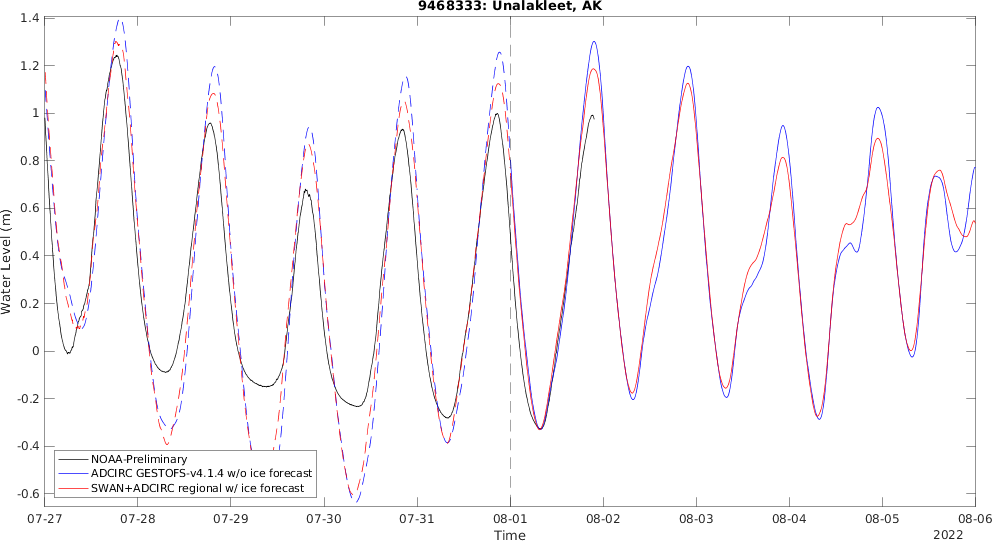 9468333: Unalakleet, AK
1.4
1.2
1
0.8
0.6
0.4
0.2
0
-0.2
-0.4
-0.6
Water Level (m)
NOAA-Preliminary
ADCIRC GESTOFS-v4.1.4 w/o ice forecast
SWAN+ADCIRC regional w/ ice forecast
07-27 07-28 07-29 07-30 07-31 08-01 08-02 08-03 08-04 08-05 08-06
Time
2022